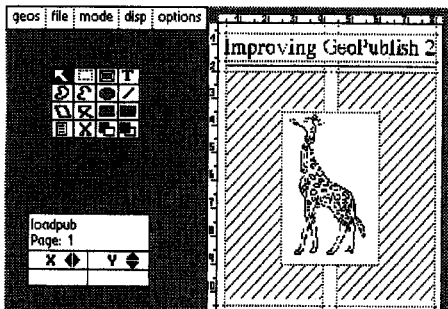 geos file mode disp options
Improving GeoPublish 2
T
loadpub
Page: 1
X Y